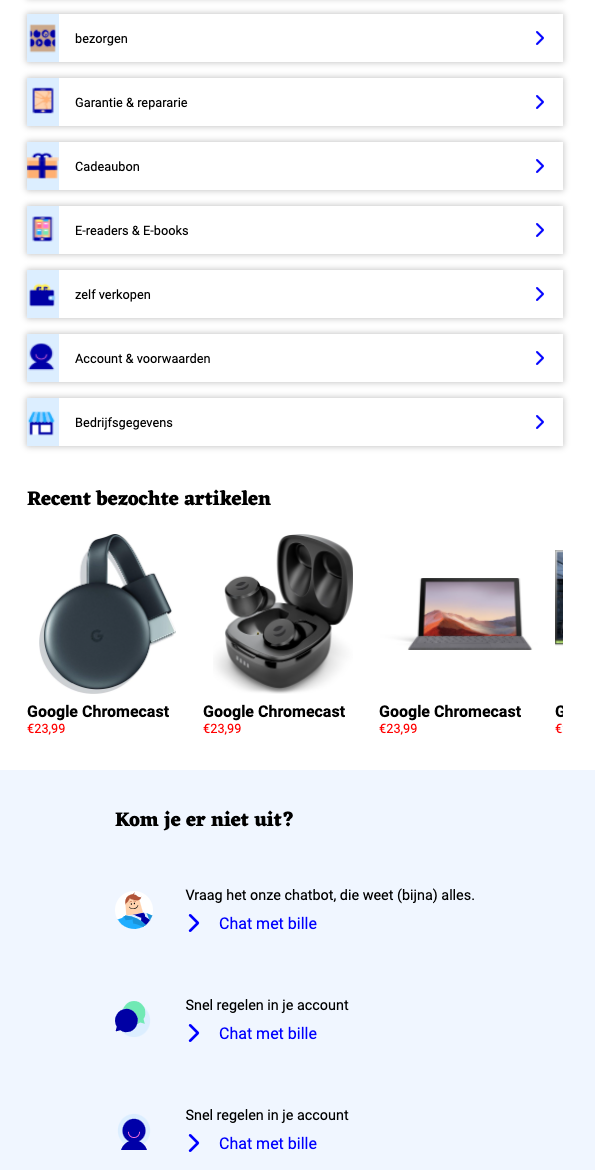 bezorgen
Garantie & reparatie
Cadeaubon
E-readers & E-books
zelf verkopen
Account & voorwaarden
Bedrijfsgegevens
Recent bezochte artikelen
Google Chromecast
€23,99
Google Chromecast
€23,99
Google Chromecast
€23,99
G
€
Kom je er niet uit?
Vraag het onze chatbot, die weet (bijna) alles.
Chat met bille
Snel regelen in je account
Chat met bille
Snel regelen in je account
Chat met bille